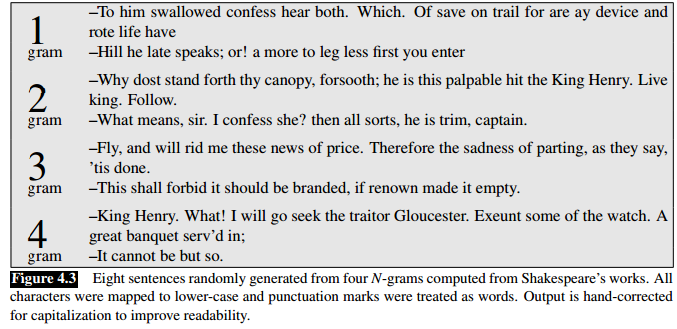 1
gram
–To him swallowed confess hear both. Which. Of save on trail for are ay device and
rote life have
–Hill he late speaks; or! a more to leg less first you enter
2
gram
–Why dost stand forth thy canopy, forsooth; he is this palpable hit the King Henry. Live
king. Follow.
–What means, sir. I confess she? then all sorts, he is trim, captain.
3
gram
–Fly, and will rid me these news of price. Therefore the sadness of parting, as they say,
’tis done.
–This shall forbid it should be branded, if renown made it empty.
4
gram
–King Henry. What! I will go seek the traitor Gloucester. Exeunt some of the watch. A
great banquet serv’d in;
–It cannot be but so.
Figure 4.3 Eight sentences randomly generated from four N-grams computed from Shakespeare’s works. All
characters were mapped to lower-case and punctuation marks were treated as words. Output is hand-corrected
for capitalization to improve readability.